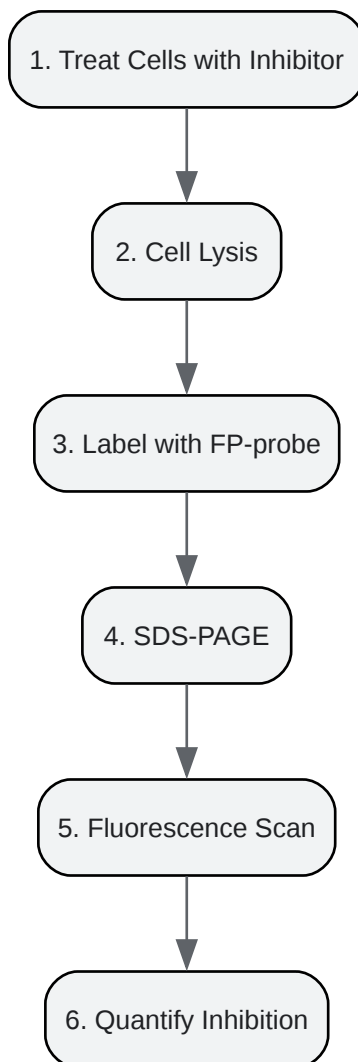 1. Treat Cells with Inhibitor
2. Cell Lysis
3. Label with FP-probe
4. SDS-PAGE
5. Fluorescence Scan
6. Quantify Inhibition